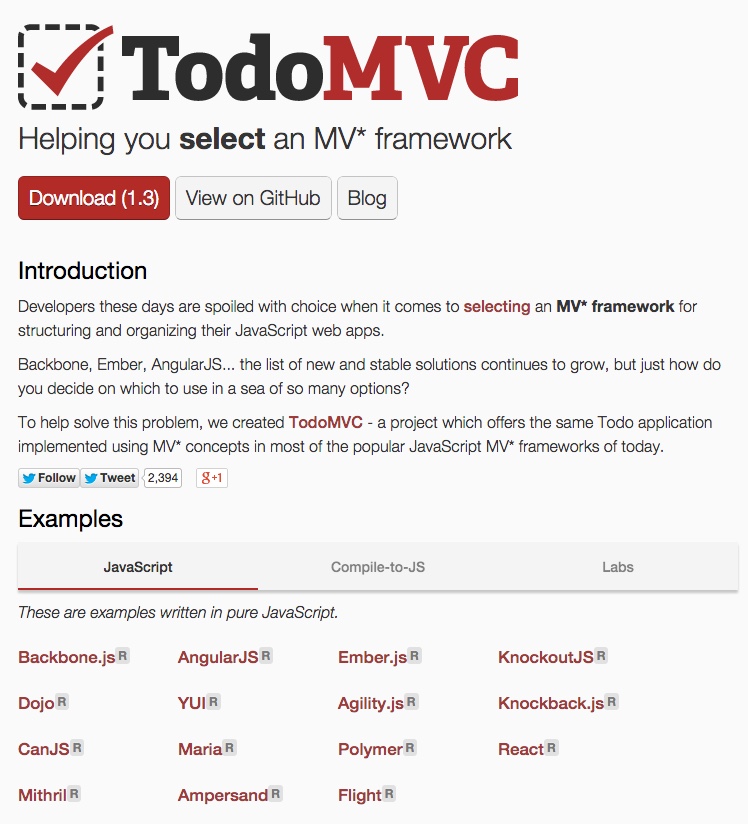 TodoMVC
Helping you select an MV* framework
Download (1.3) View on GitHub Blog
Introduction
Developers these days are spoiled with choice when it comes to selecting an MV* framework for
structuring and organizing their JavaScript web apps.
Backbone, Ember, AngularJS... the list of new and stable solutions continues to grow, but just how do
you decide on which to use in a sea of so many options?
To help solve this problem, we created TodoMVC - a project which offers the same Todo application
implemented using MV* concepts in most of the popular JavaScript MV* frameworks of today.
Follow Tweet 2,394 g+1
Examples
JavaScript Compile-to-JS Labs
These are examples written in pure JavaScript.
Backbone.js R AngularJS R Ember.js R KnockoutJS R
Dojo R YUI R Agility.js R Knockback.js R
CanJS R Maria R Polymer R React R
Mithril R Ampersand R Flight R